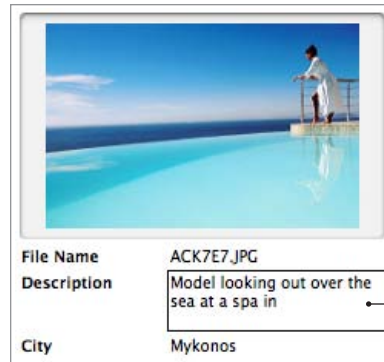 File Name ACK7E7.JPG
Description Model looking out over the
sea at a spa in
City Mykonos